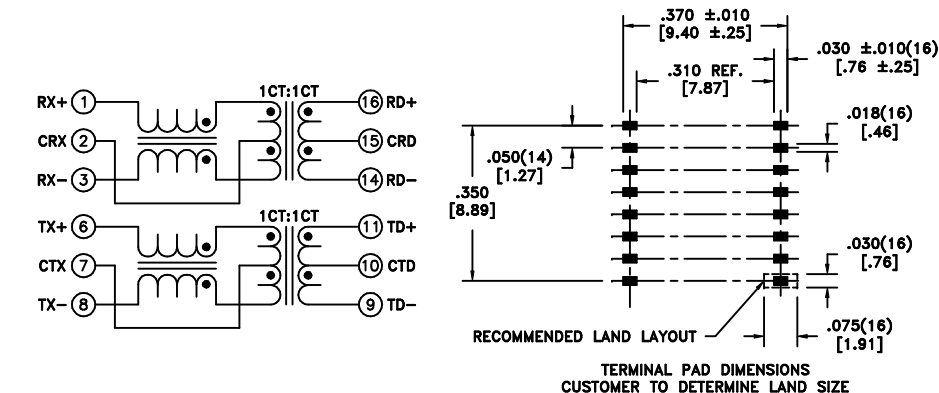 1CT:1CT
RX+ 1
16 RD+
CRX 2
15 CRD
RX- 3
14 RD-
1CT:1CT
TX+ 6
11 TD+
CTX 7
10 CTD
TX- 8
9 TD-
.370 ±.010
[9.40 ±.25]
.030 ±.010(16)
[.76 ±.25]
.310 REF.
[7.87]
.018(16)
[.46]
.050(14)
[1.27]
.350
[8.89]
.030(16)
[.76]
.075(16)
[1.91]
RECOMMENDED LAND LAYOUT
TERMINAL PAD DIMENSIONS
CUSTOMER TO DETERMINE LAND SIZE